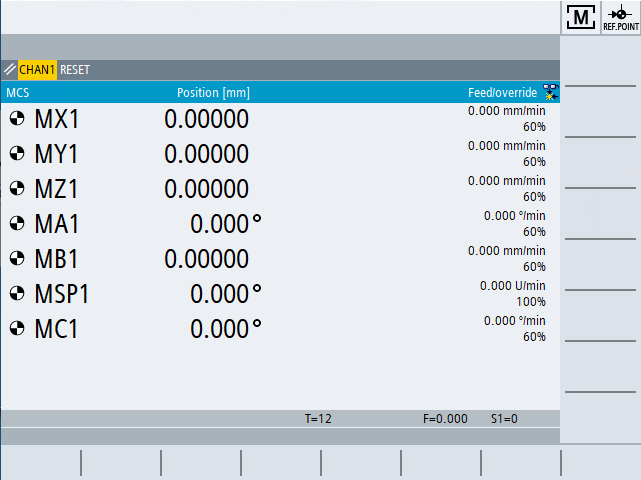 M
REF.POINT
CHAN1 RESET
MCS Position [mm] Feed/override
MX1 0.00000 0.000 mm/min
60%
MY1 0.00000 0.000 mm/min
60%
MZ1 0.00000 0.000 mm/min
60%
MA1 0.000° 0.000 °/min
60%
MB1 0.00000 0.000 mm/min
60%
MSP1 0.000° 0.000 U/min
100%
MC1 0.000° 0.000 °/min
60%
T=12 F=0.000 S1=0